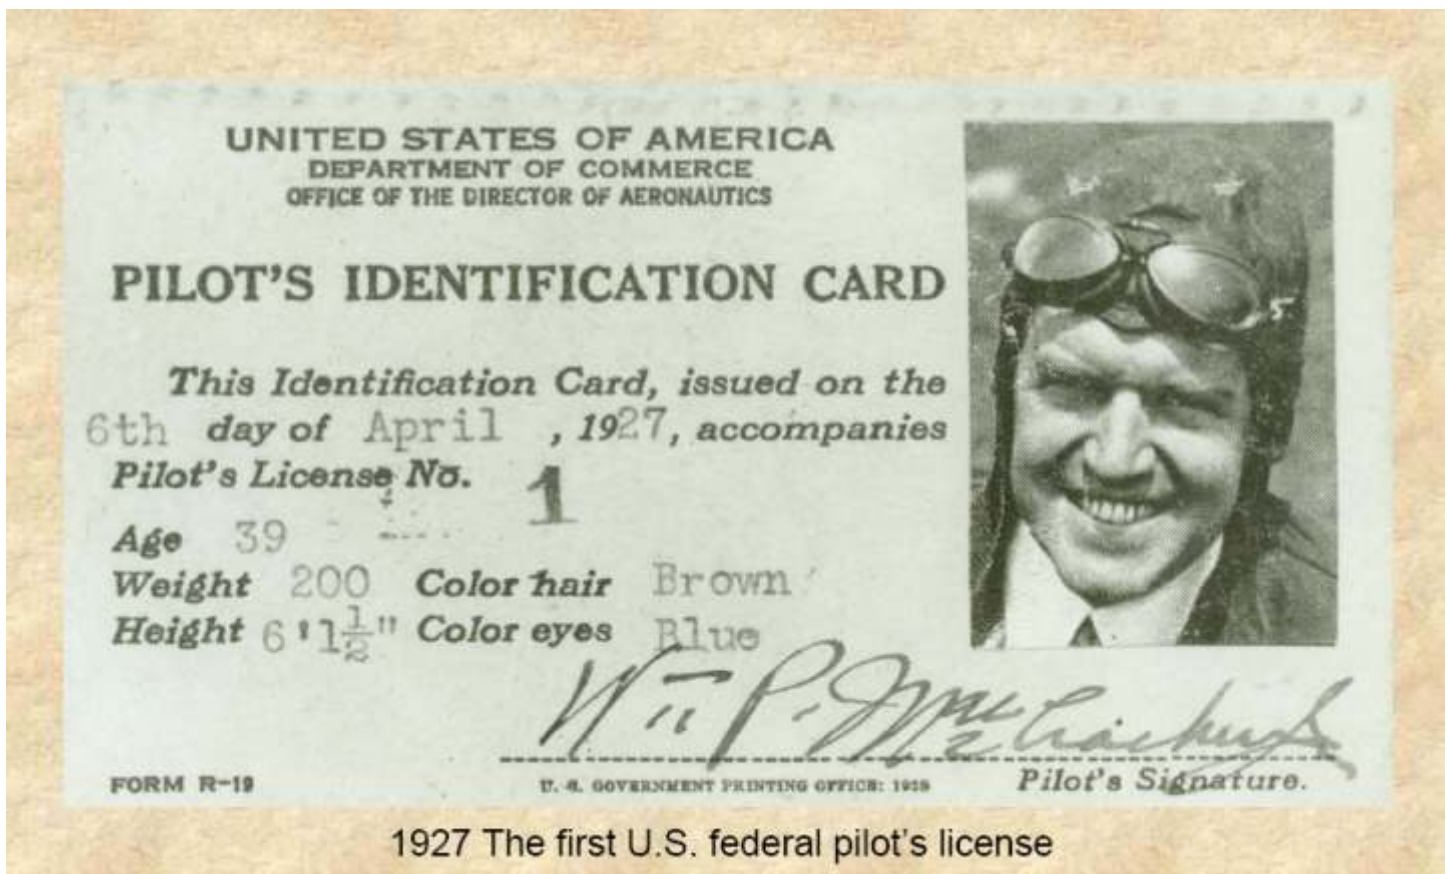 UNITED STATES OF AMERICA
DEPARTMENT OF COMMERCE
OFFICE OF THE DIRECTOR OF AERONAUTICS
PILOT'S IDENTIFICATION CARD
This Identification Card, issued on the
6th day of April , 1927, accompanies
Pilot's License No. 1
Age 39
Weight 200 Color hair Brown
Height 6'1½" Color eyes Blue
Wm P. MacCracken Jr
FORM R-19
U. S. GOVERNMENT PRINTING OFFICE:
Pilot's Signature.
1927 The first U.S. federal pilot's license